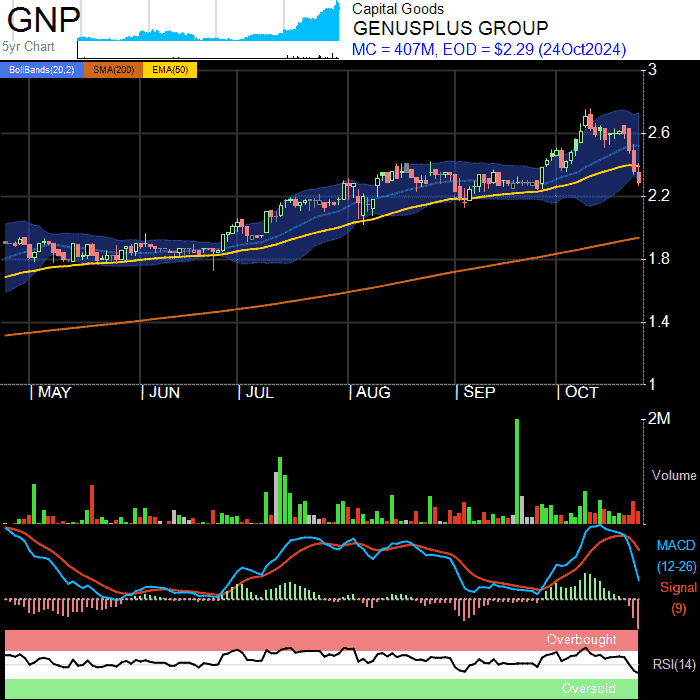 GNP
5yr Chart
Capital Goods
GENUSPLUS GROUP
MC = 407M, EOD = $2.29 (24Oct2024)
BollBands(20,2) SMA(200) EMA(50)
3
2.6
2.2
1.8
1.4
1
MAY JUN JUL AUG SEP OCT
2M
Volume
MACD
(12-26)
Signal
(9)
Overbought
RSI(14)
Oversold